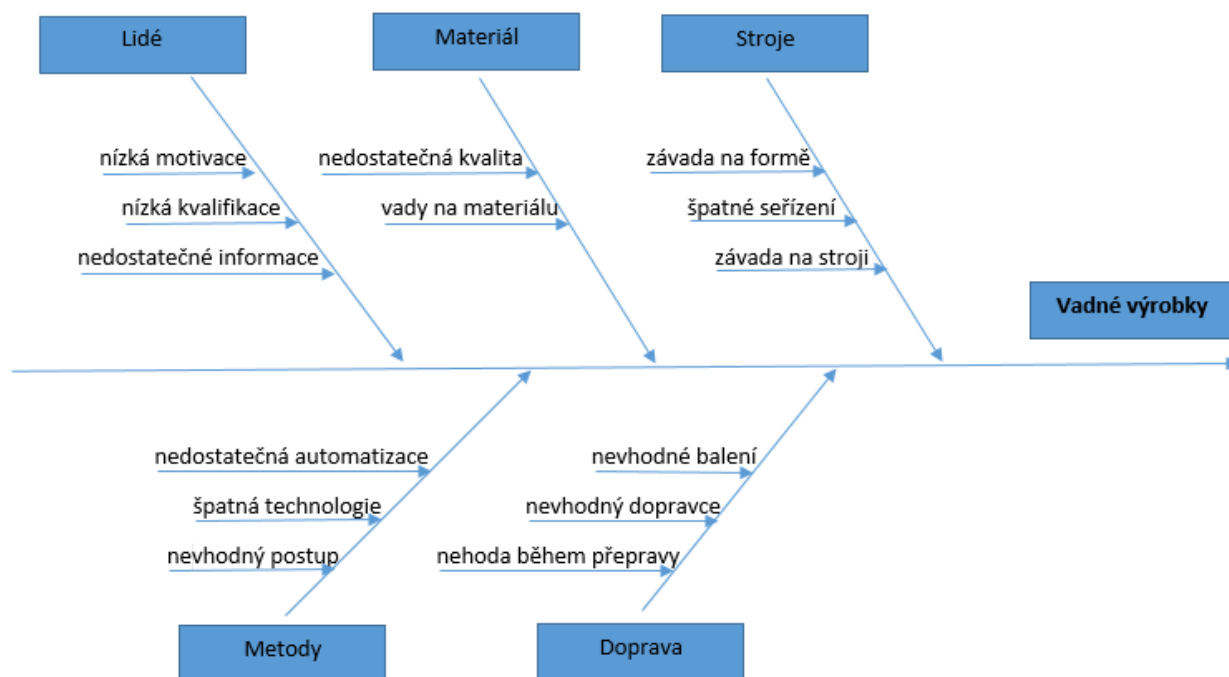 Lidé
Materiál
Stroje
nízká motivace
nízká kvalifikace
nedostatečné informace
nedostatečná kvalita
vady na materiálu
závada na formě
špatné seřízení
závada na stroji
Vadné výrobky
nedostatečná automatizace
špatná technologie
nevhodný postup
nevhodné balení
nevhodný dopravce
nehoda během přepravy
Metody
Doprava